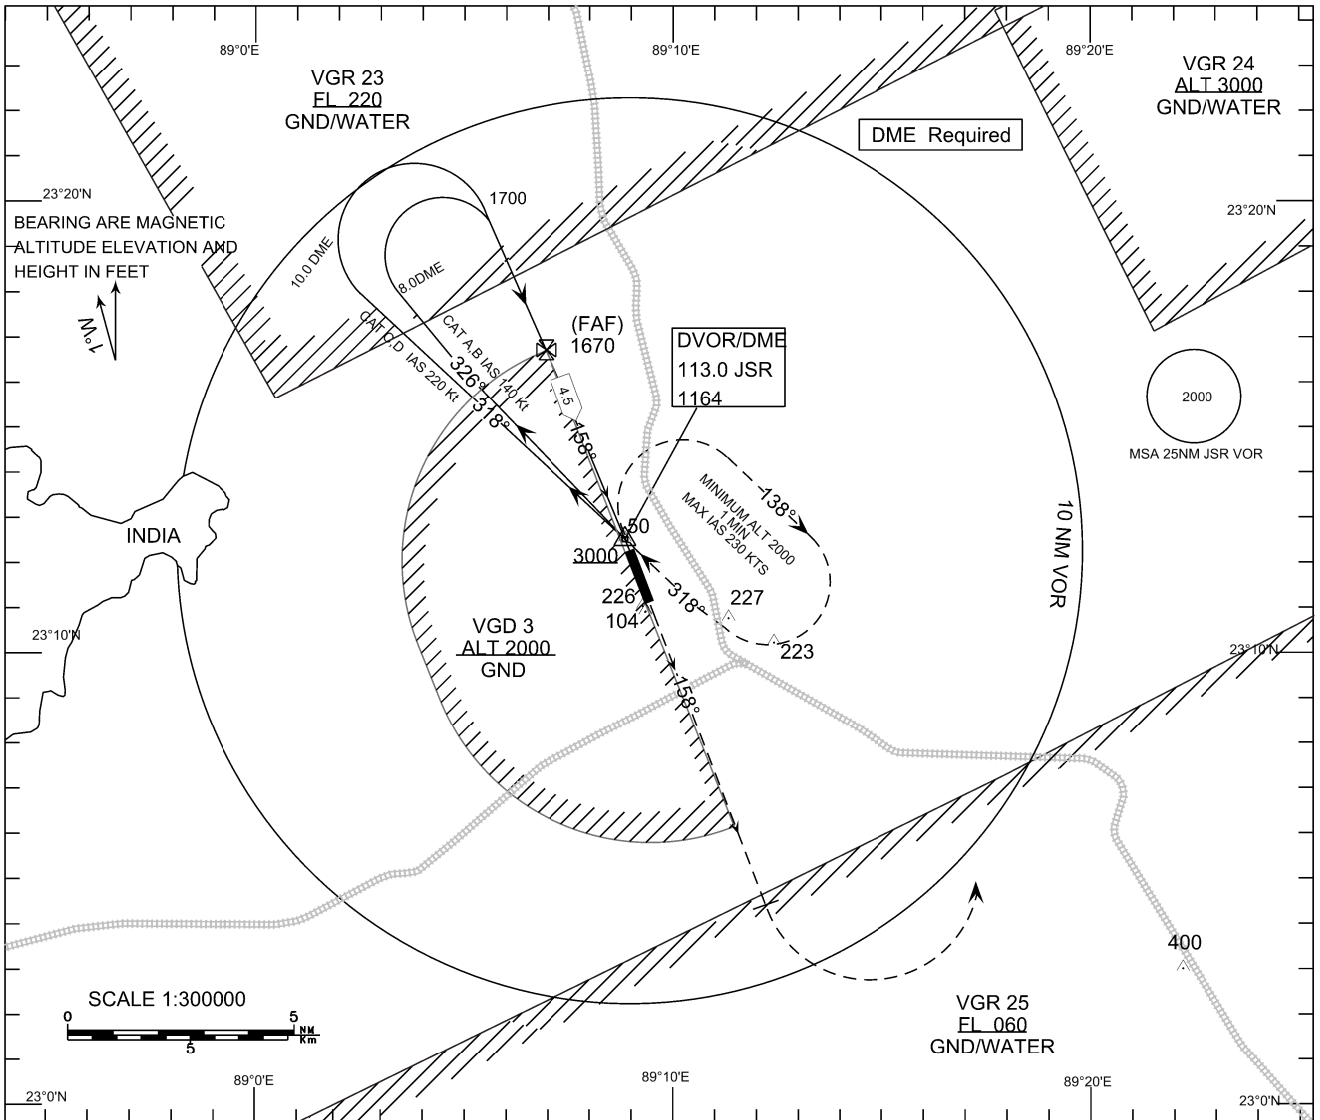 89°0'E
89°10'E
89°20'E
VGR 23
FL 220
GND/WATER
VGR 24
ALT 3000
GND/WATER
DME Required
23°20'N
23°20'N
BEARING ARE MAGNETIC
ALTITUDE ELEVATION AND
HEIGHT IN FEET
1°W
1700
10.0 DME
8.0DME
CAT C,D IAS 220 Kt
CAT A,B IAS 140 Kt
326°
318°
(FAF)
1670
4.5
158°
DVOR/DME
113.0 JSR
1164
2000
MSA 25NM JSR VOR
138°
MINIMUM ALT 2000
1 MIN
MAX IAS 230 KTS
318°
10 NM VOR
INDIA
50
3000
226
104
227
223
VGD 3
ALT 2000
GND
23°10'N
23°10'N
158°
400
SCALE 1:300000
0
5
NM
Km
5
VGR 25
FL 060
GND/WATER
89°0'E
89°10'E
89°20'E
23°0'N
23°0'N